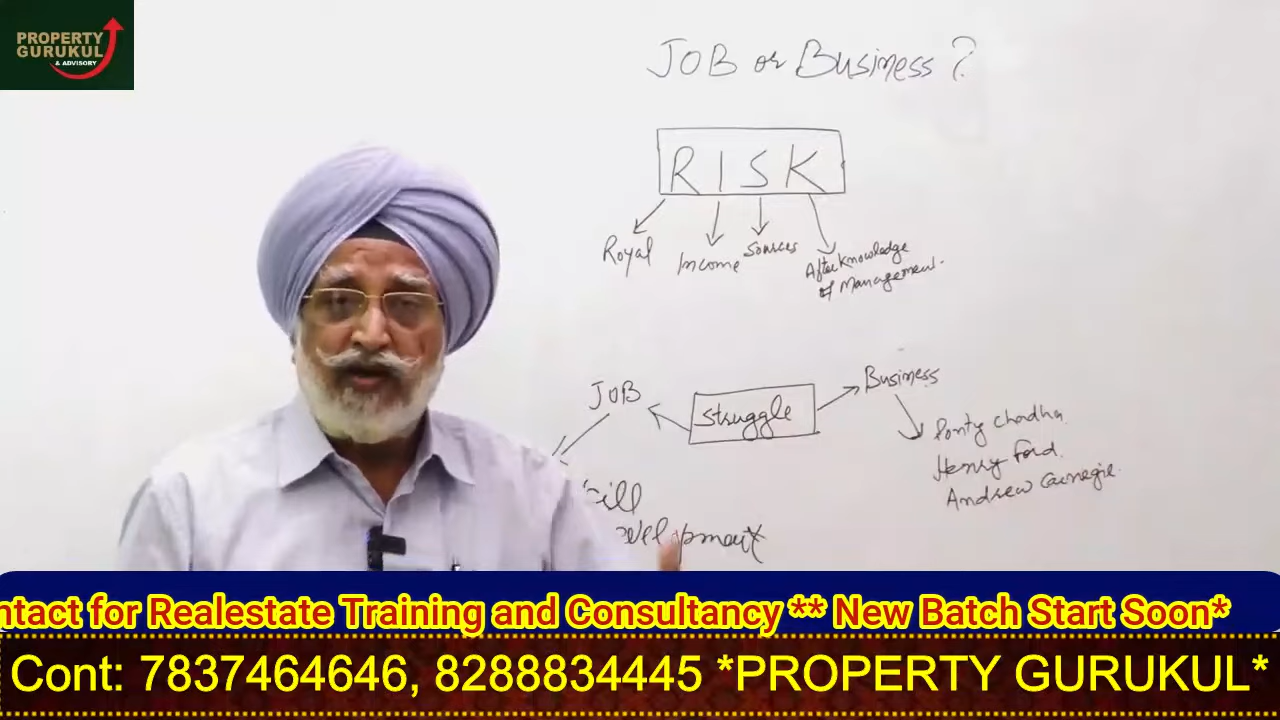 PROPERTY
GURUKUL
& ADVISORY
JOB or Business ?
RISK
Royal
Income
Sources
After knowledge
of Management.
JOB
Struggle
Business
Ponty Chadha
Henry Ford.
Andrew Carnegie.
kill
velopment
ntact for Realestate Training and Consultancy ** New Batch Start Soon*
Cont: 7837464646, 8288834445 *PROPERTY GURUKUL*